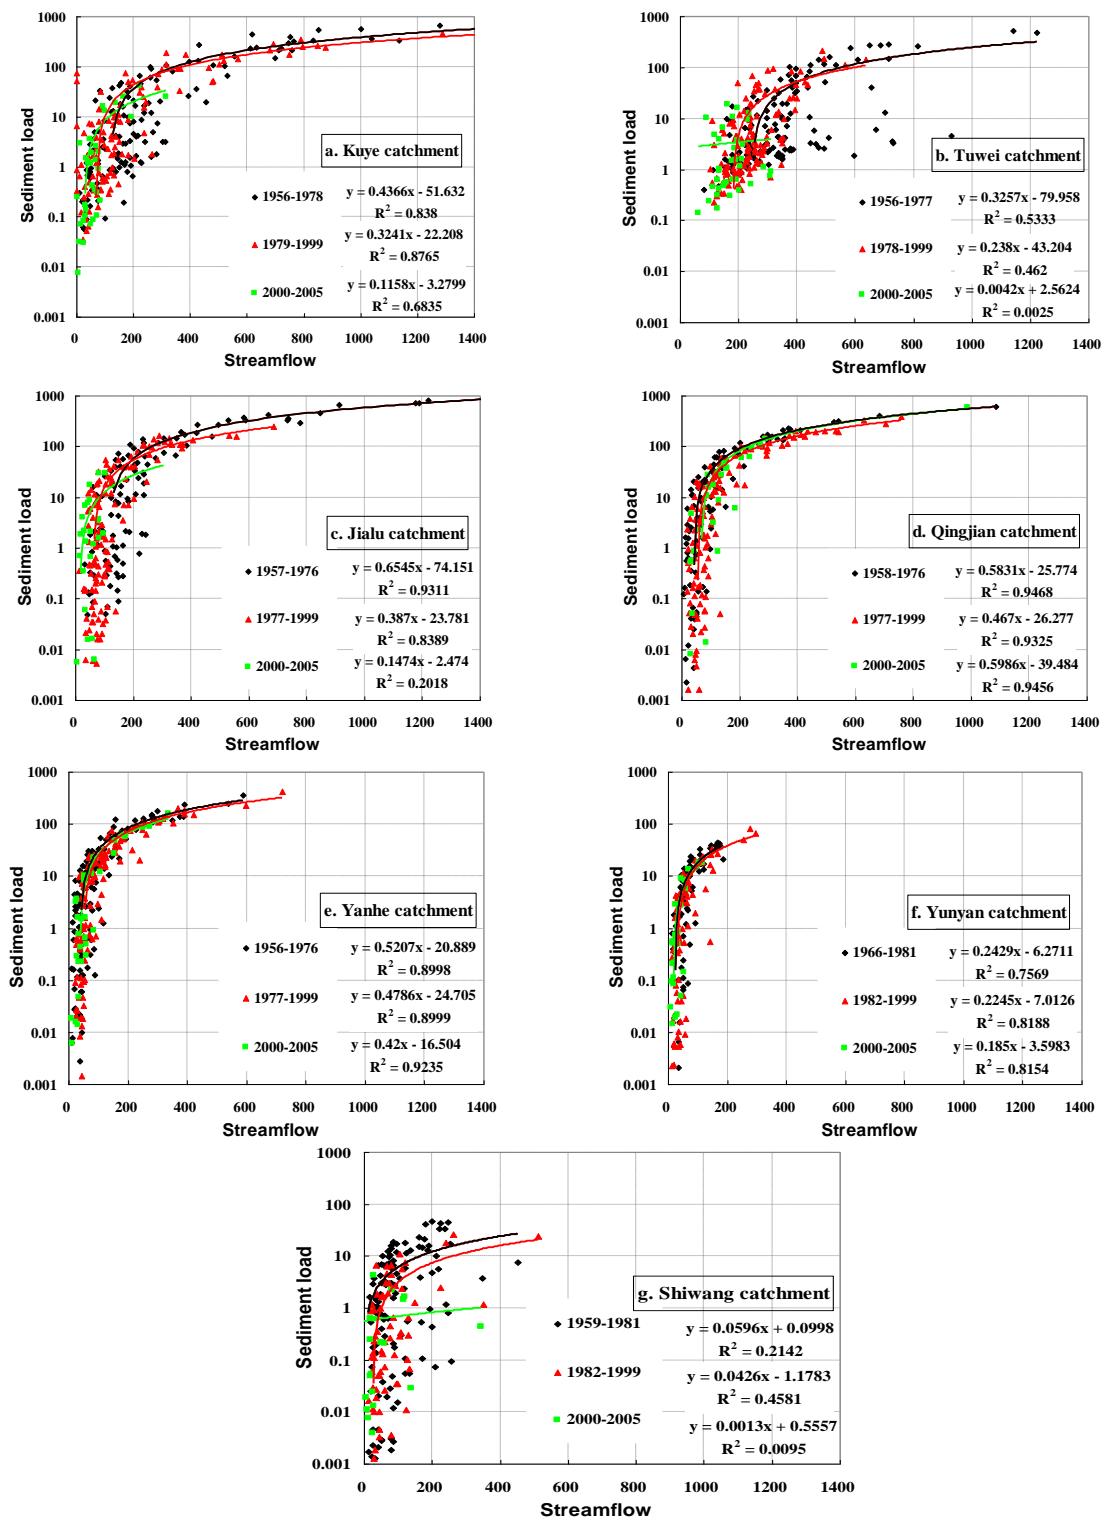 1000
100
10
1
0.1
0.01
0.001
Sediment load
a. Kuye catchment
1956-1978
y = 0.4366x - 51.632
R² = 0.838
1979-1999
y = 0.3241x - 22.208
R² = 0.8765
2000-2005
y = 0.1158x - 3.2799
R² = 0.6835
0 200 400 600 800 1000 1200 1400
Streamflow
1000
100
10
1
0.1
0.01
0.001
Sediment load
b. Tuwei catchment
1956-1977
y = 0.3257x - 79.958
R² = 0.5333
1978-1999
y = 0.238x - 43.204
R² = 0.462
2000-2005
y = 0.0042x + 2.5624
R² = 0.0025
0 200 400 600 800 1000 1200 1400
Streamflow
1000
100
10
1
0.1
0.01
0.001
Sediment load
c. Jialu catchment
1957-1976
y = 0.6545x - 74.151
R² = 0.9311
1977-1999
y = 0.387x - 23.781
R² = 0.8389
2000-2005
y = 0.1474x - 2.474
R² = 0.2018
0 200 400 600 800 1000 1200 1400
Streamflow
1000
100
10
1
0.1
0.01
0.001
Sediment load
d. Qingjian catchment
1958-1976
y = 0.5831x - 25.774
R² = 0.9468
1977-1999
y = 0.467x - 26.277
R² = 0.9325
2000-2005
y = 0.5986x - 39.484
R² = 0.9456
0 200 400 600 800 1000 1200 1400
Streamflow
1000
100
10
1
0.1
0.01
0.001
Sediment load
e. Yanhe catchment
1956-1976
y = 0.5207x - 20.889
R² = 0.8998
1977-1999
y = 0.4786x - 24.705
R² = 0.8999
2000-2005
y = 0.42x - 16.504
R² = 0.9235
0 200 400 600 800 1000 1200 1400
Streamflow
1000
100
10
1
0.1
0.01
0.001
Sediment load
f. Yunyan catchment
1966-1981
y = 0.2429x - 6.2711
R² = 0.7569
1982-1999
y = 0.2245x - 7.0126
R² = 0.8188
2000-2005
y = 0.185x - 3.5983
R² = 0.8154
0 200 400 600 800 1000 1200 1400
Streamflow
1000
100
10
1
0.1
0.01
0.001
Sediment load
g. Shiwang catchment
1959-1981
y = 0.0596x + 0.0998
R² = 0.2142
1982-1999
y = 0.0426x - 1.1783
R² = 0.4581
2000-2005
y = 0.0013x + 0.5557
R² = 0.0095
0 200 400 600 800 1000 1200 1400
Streamflow